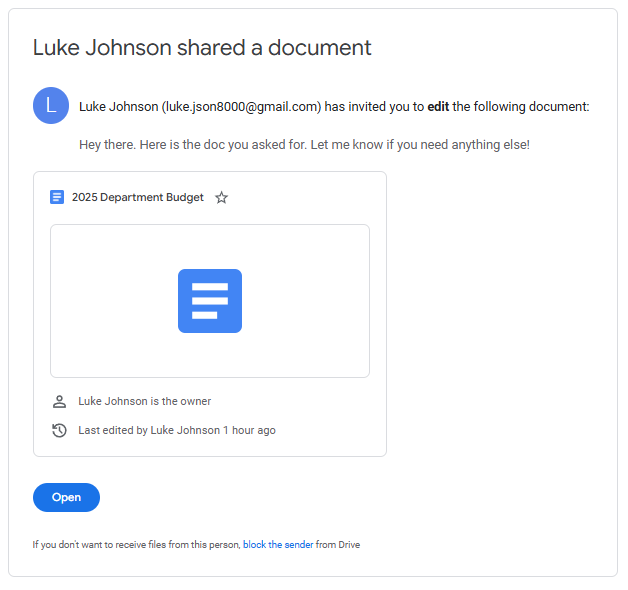 Luke Johnson shared a document
L
Luke Johnson (luke.json8000@gmail.com) has invited you to edit the following document:
Hey there. Here is the doc you asked for. Let me know if you need anything else!
2025 Department Budget
Luke Johnson is the owner
Last edited by Luke Johnson 1 hour ago
Open
If you don't want to receive files from this person, block the sender from Drive